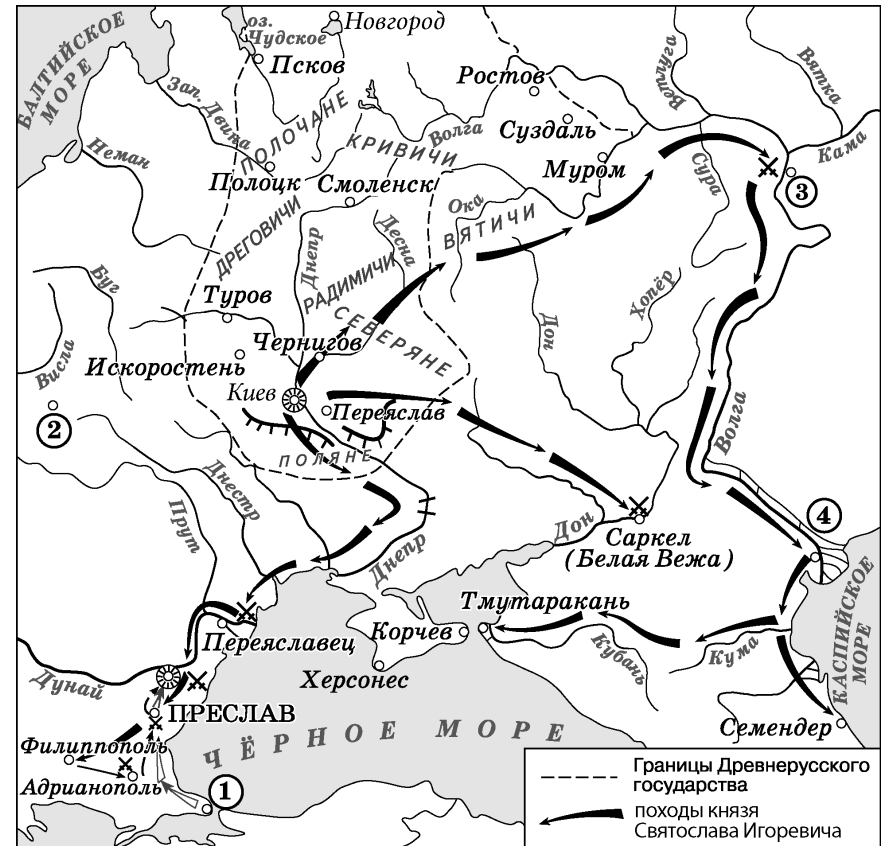 БАЛТИЙСКОЕ
МОРЕ
оз.
Чудское
Новгород
Псков
Зап. Двина
ПОЛОЧАНЕ
Ростов
Ветлуга
Вятка
Неман
Полоцк
КРИВИЧИ
Волга
Суздаль
Смоленск
Муром
Сура
Кама
3
ДРЕГОВИЧИ
Днепр
Десна
Ока
ВЯТИЧИ
РАДИМИЧИ
Буг
Туров
Хопёр
Дон
СЕВЕРЯНЕ
Чернигов
Висла
Искоростень
Киев
Переяслав
2
Волга
ПОЛЯНЕ
Днестр
Прут
4
Дон
Саркел
(Белая Вежа)
Днепр
КАСПИЙСКОЕ
МОРЕ
Тмутаракань
Переяславец
Корчев
Кубань
Кума
Дунай
Херсонес
ПРЕСЛАВ
Семендер
ЧЁРНОЕ МОРЕ
Филиппополь
Адрианополь
1
Границы Древнерусского
государства
походы князя
Святослава Игоревича